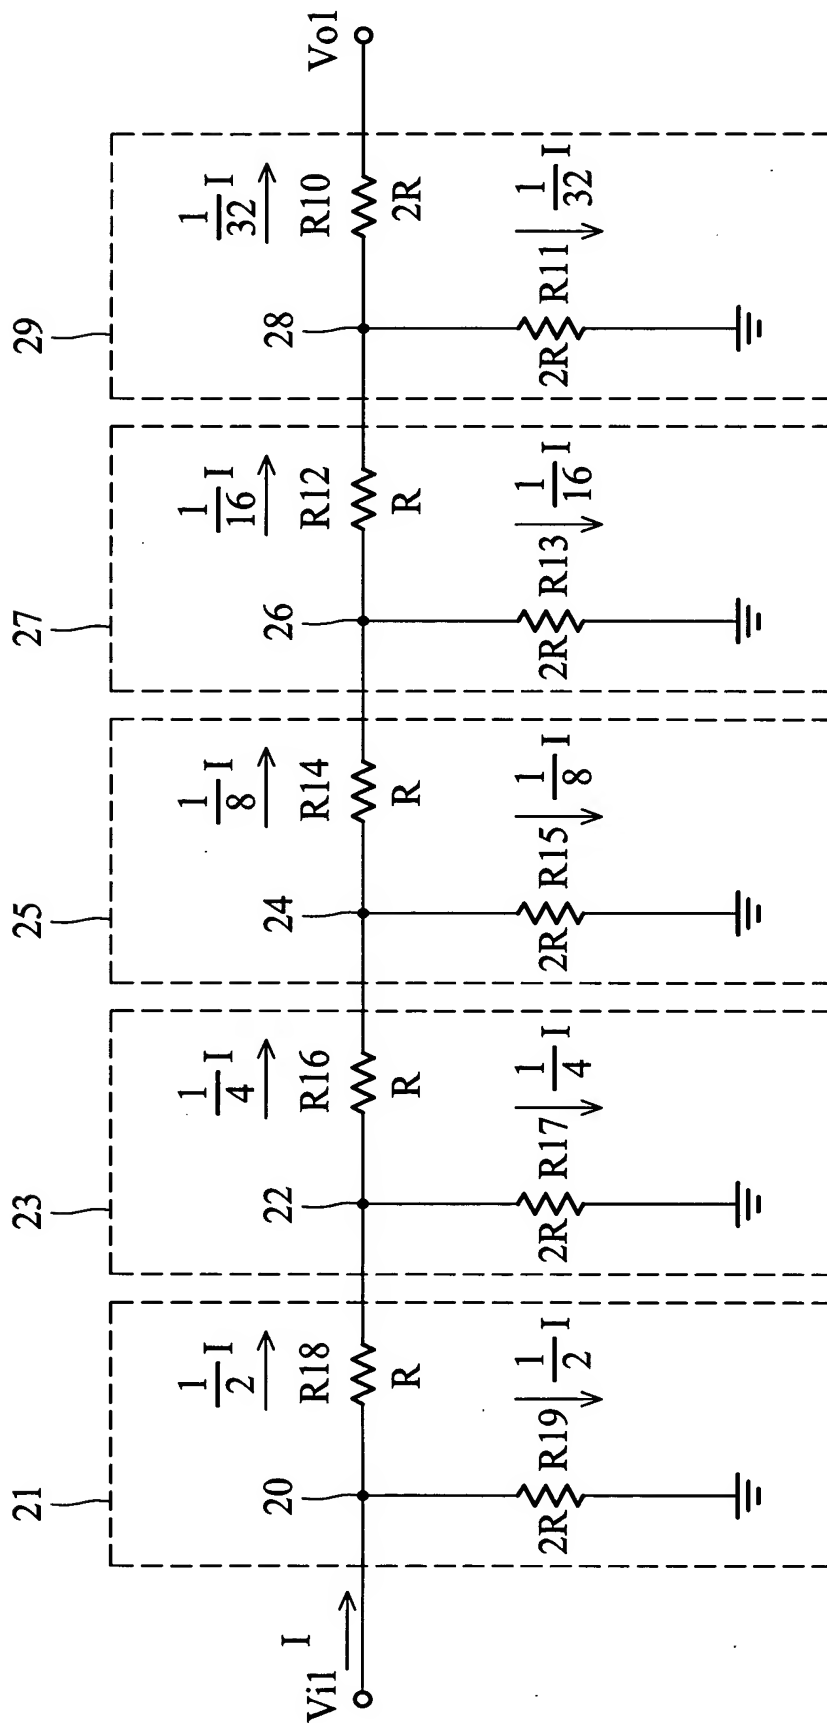 21
23
25
27
29
1/2 I
1/4 I
1/8 I
1/16 I
1/32 I
20
R18
22
R16
24
R14
26
R12
28
R10
Vi1
I
R
R
R
R
2R
Vo1
2R
R19
1/2 I
2R
R17
1/4 I
2R
R15
1/8 I
2R
R13
1/16 I
2R
R11
1/32 I